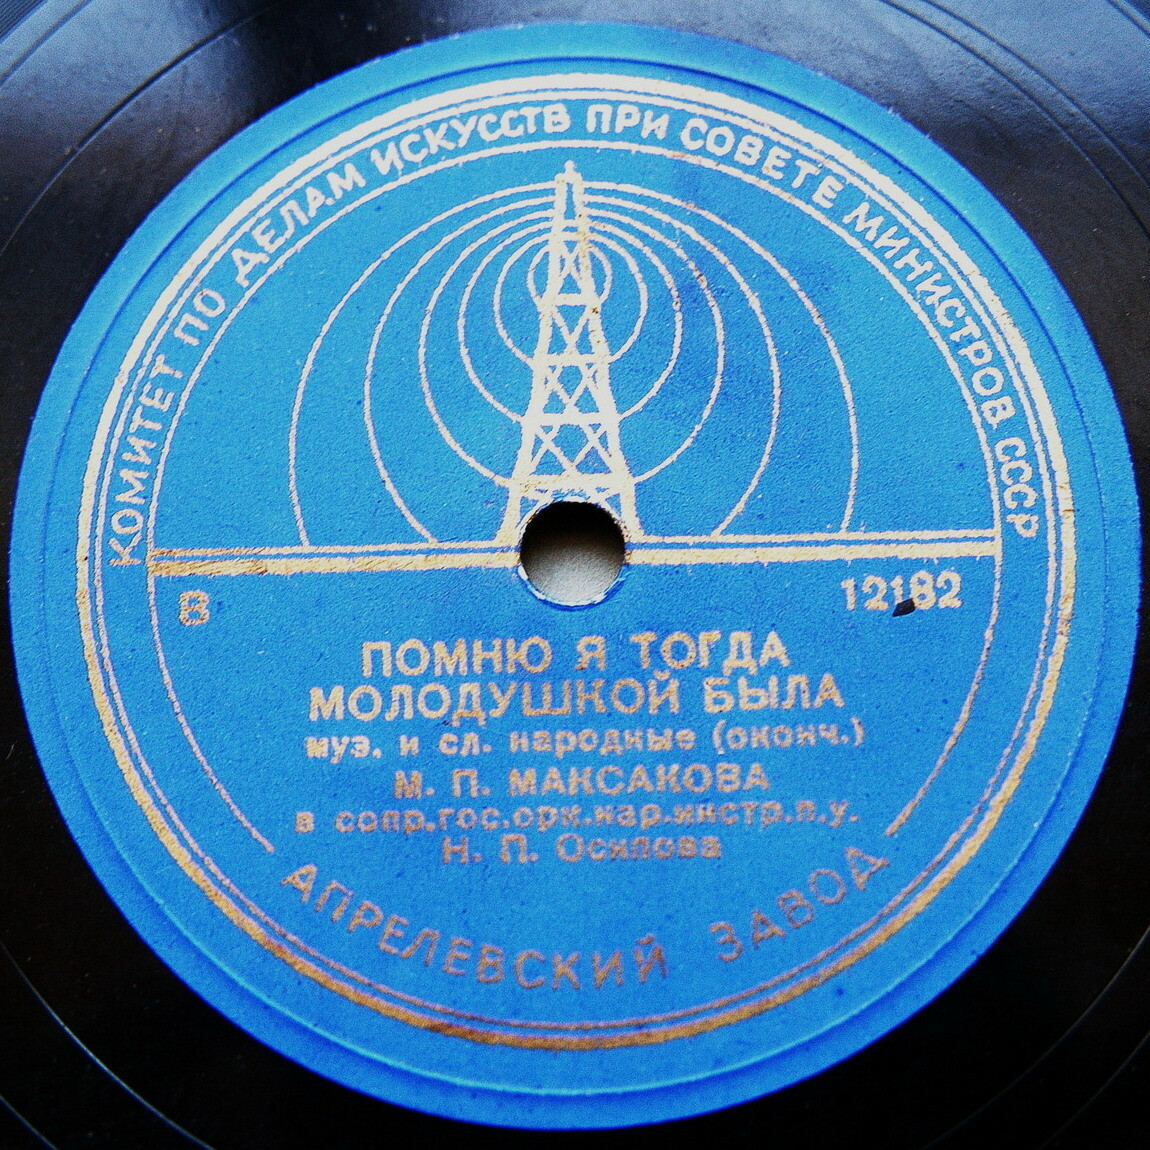 КОМИТЕТ ПО ДЕЛАМ ИСКУССТВ ПРИ СОВЕТЕ МИНИСТРОВ СССР
В 12182
ПОМНЮ Я ТОГДА
МОЛОДУШКОЙ БЫЛА
муз. и сл. народные (оконч.)
М. П. МАКСАКОВА
в сопр.гос.орк.нар.инстр.п.у.
Н. П. Осипова
АПРЕЛЕВСКИЙ ЗАВОД